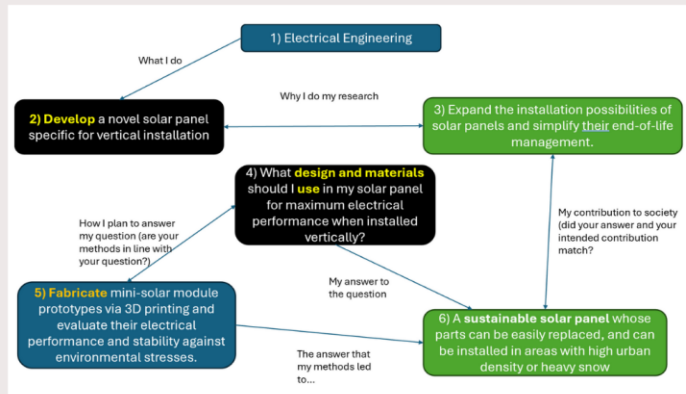 1) Electrical Engineering
What I do
Why I do my research
2) Develop a novel solar panel
specific for vertical installation
3) Expand the installation possibilities of
solar panels and simplify their end-of-life
management.
4) What design and materials
should I use in my solar panel
for maximum electrical
performance when installed
vertically?
How I plan to answer
my question (are your
methods in line with
your question?)
My contribution to society
(did your answer and your
intended contribution
match?
My answer to
the question
5) Fabricate mini-solar module
prototypes via 3D printing and
evaluate their electrical
performance and stability against
environmental stresses.
6) A sustainable solar panel whose
parts can be easily replaced, and can
be installed in areas with high urban
density or heavy snow
The answer that
my methods led
to...